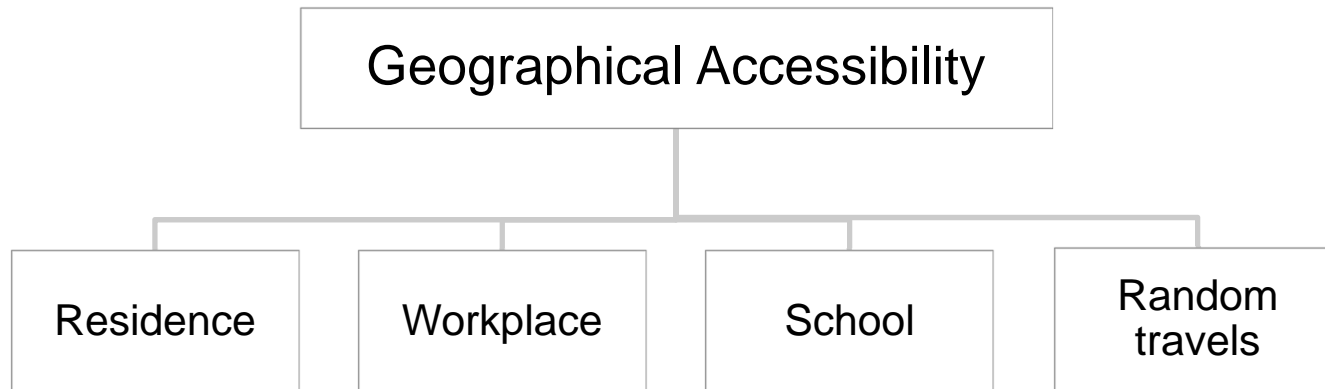 Geographical Accessibility
Residence
Workplace
School
Random
travels